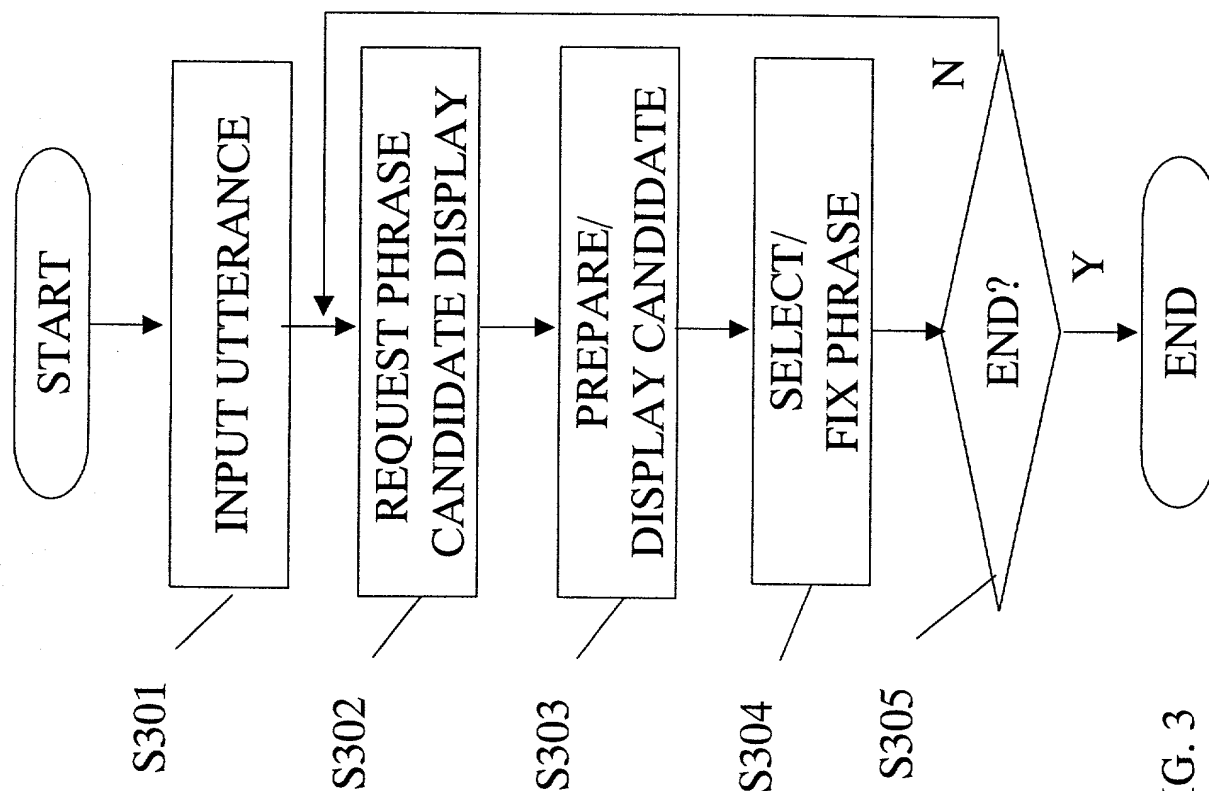 START
S301
INPUT UTTERANCE
S302
REQUEST PHRASE
CANDIDATE DISPLAY
S303
PREPARE/
DISPLAY CANDIDATE
S304
SELECT/
FIX PHRASE
S305
END?
N
Y
END
IG. 3